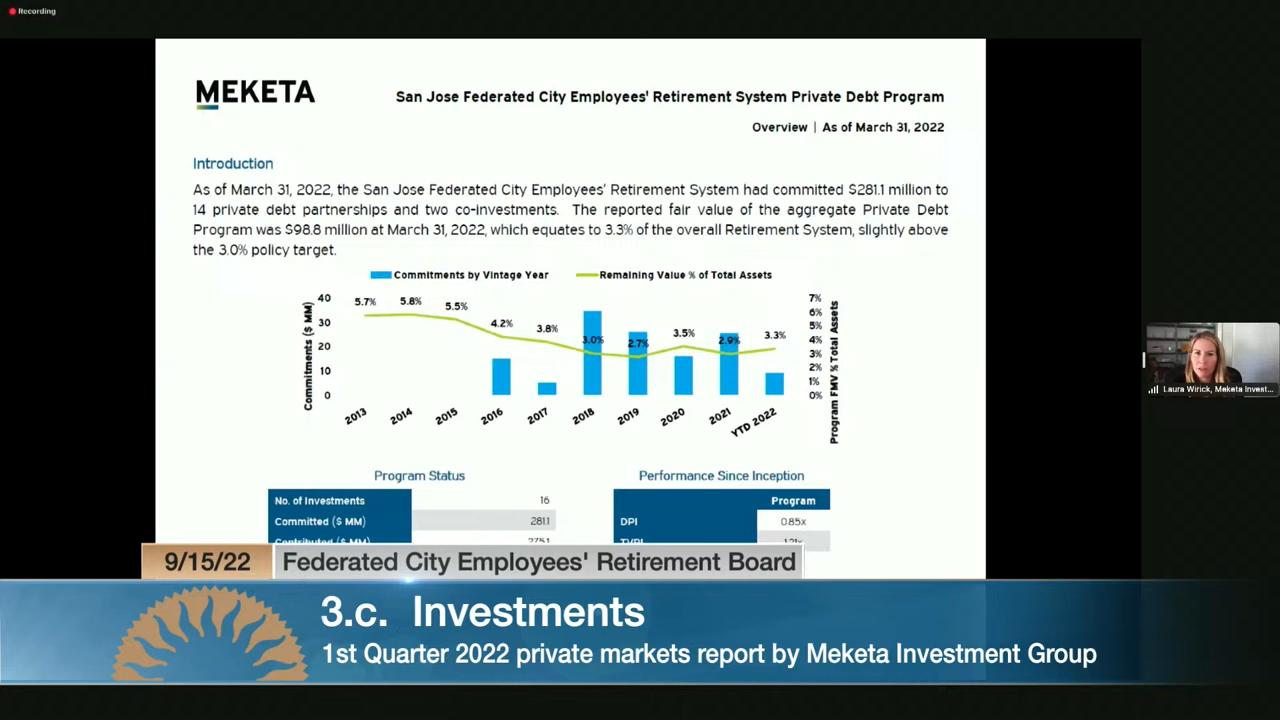 Recording
MEKETA
San Jose Federated City Employees' Retirement System Private Debt Program
Overview | As of March 31, 2022
Introduction
As of March 31, 2022, the San Jose Federated City Employees' Retirement System had committed $281.1 million to
14 private debt partnerships and two co-investments. The reported fair value of the aggregate Private Debt
Program was $98.8 million at March 31, 2022, which equates to 3.3% of the overall Retirement System, slightly above
the 3.0% policy target.
Commitments by Vintage Year
Remaining Value % of Total Assets
Commitments ($ MM)
40
30
20
10
0
5.7%
5.8%
5.5%
4.2%
3.8%
3.0%
2.7%
3.5%
2.9%
3.3%
7%
6%
5%
4%
3%
2%
1%
0%
Program FMV % Total Assets
2013
2014
2015
2016
2017
2018
2019
2020
2021
YTD 2022
Laura Wirick, Meketa Invest...
Program Status
No. of Investments 16
Committed ($ MM) 281.1
Contributed ($ MM) 275.1
Performance Since Inception
Program
DPI 0.85x
TVPI 1.21x
9/15/22
Federated City Employees' Retirement Board
3.c. Investments
1st Quarter 2022 private markets report by Meketa Investment Group